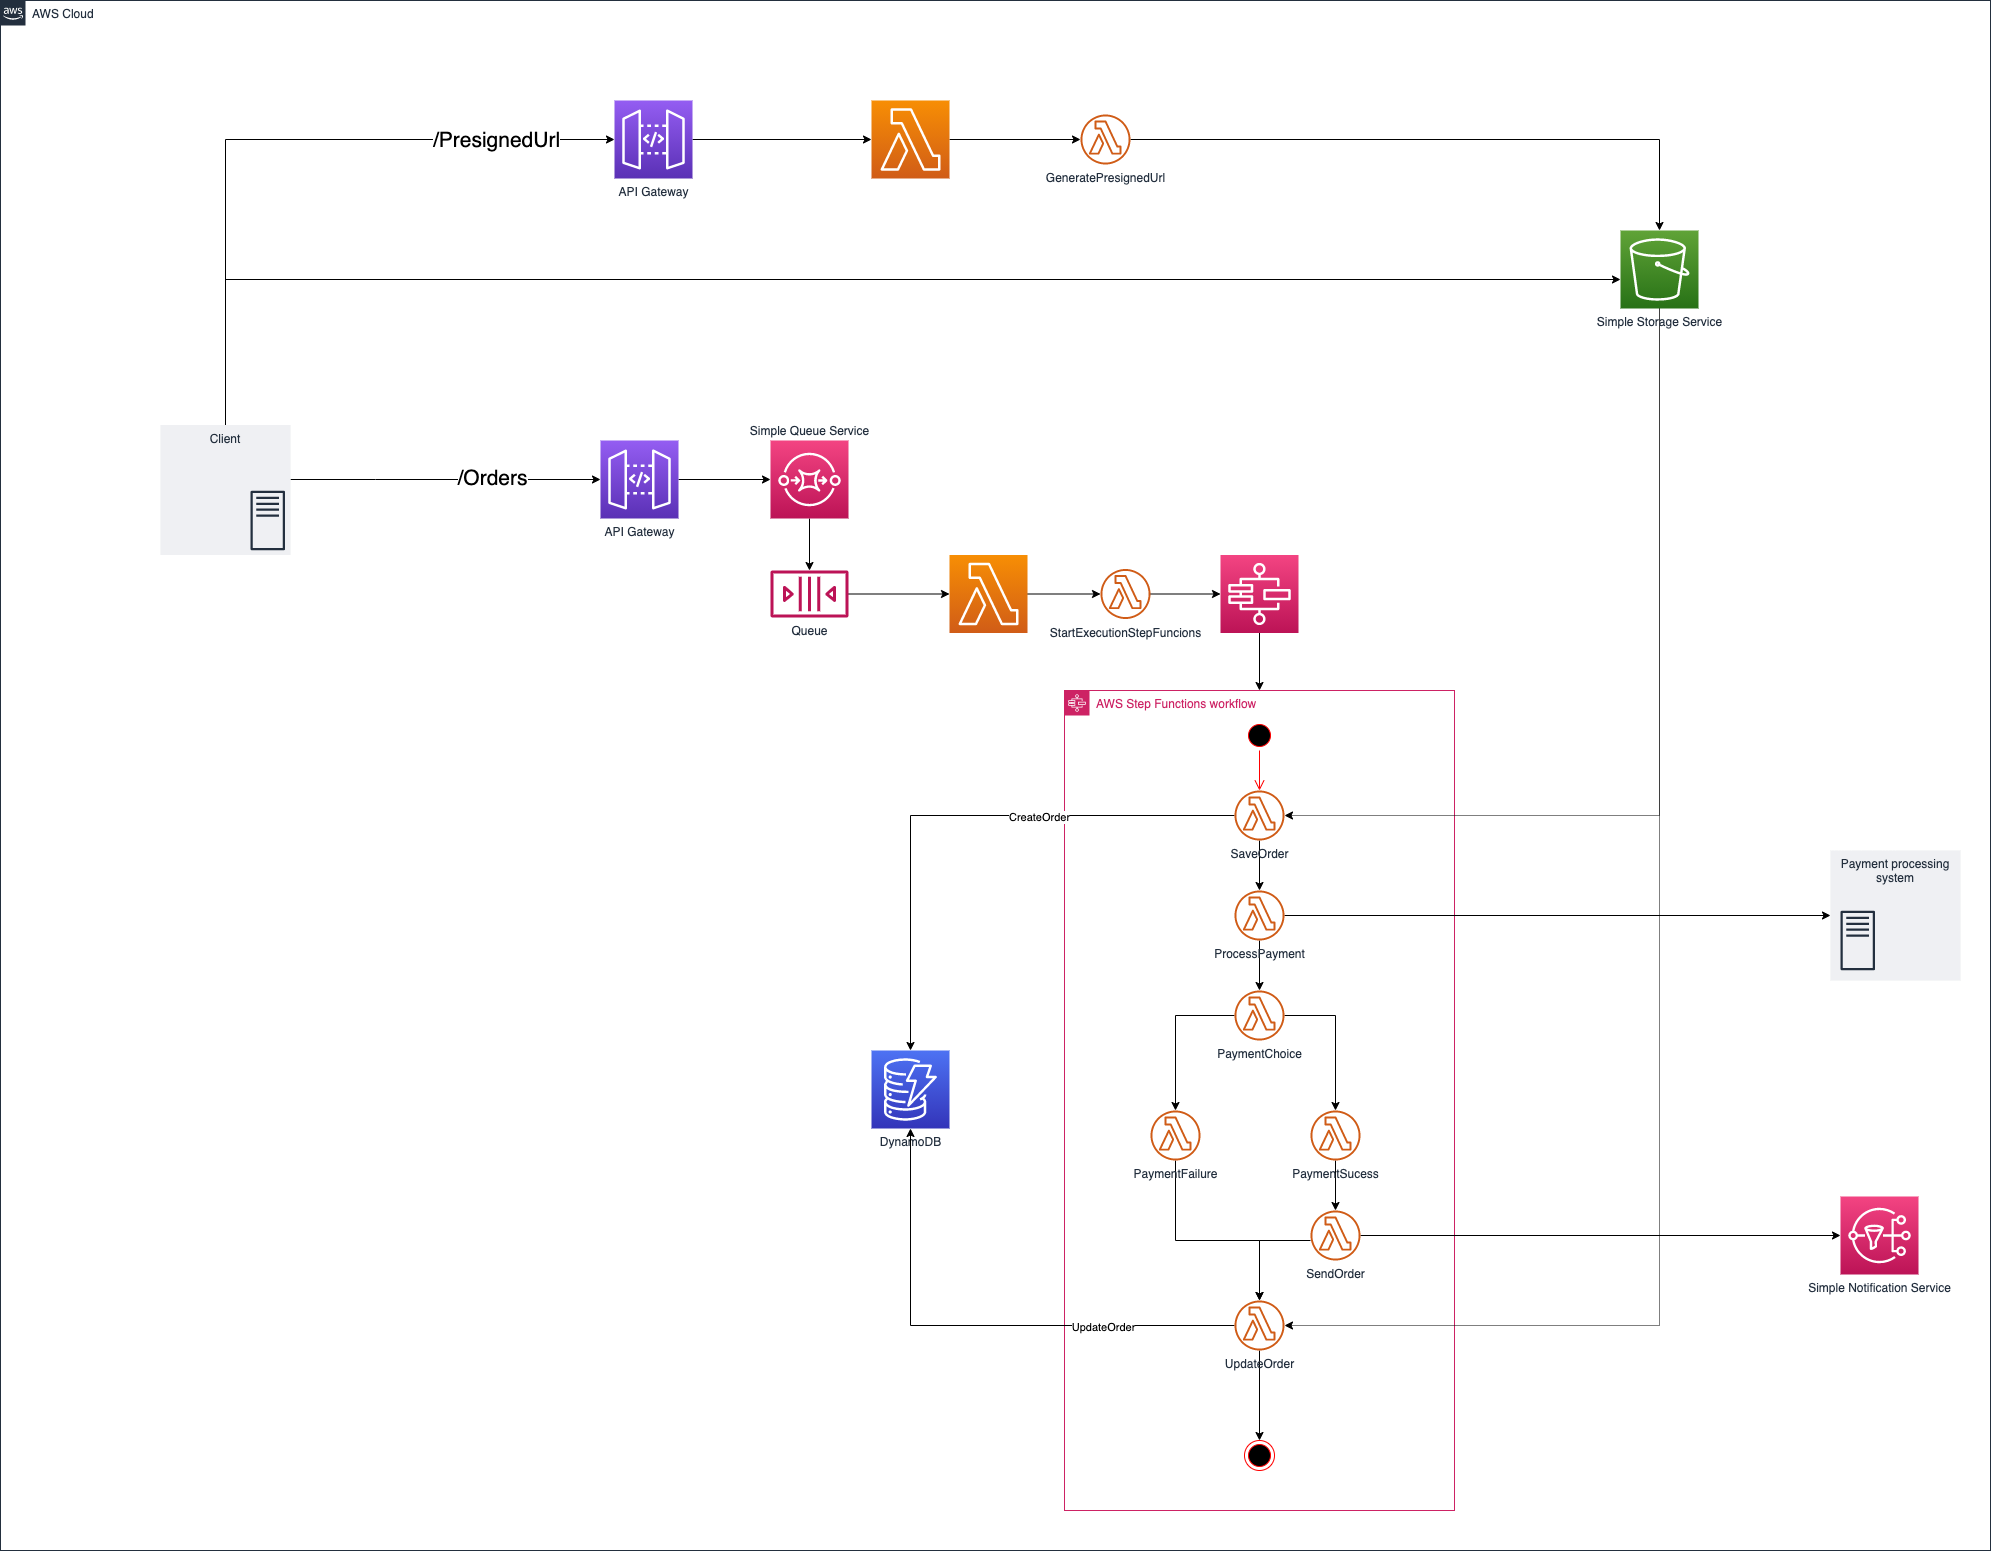 aws
AWS Cloud
/PresignedUrl
API Gateway
GeneratePresignedUrl
Simple Storage Service
Client
/Orders
API Gateway
Simple Queue Service
Queue
StartExecutionStepFuncions
AWS Step Functions workflow
CreateOrder
SaveOrder
Payment processing
system
ProcessPayment
PaymentChoice
DynamoDB
PaymentFailure
PaymentSucess
SendOrder
Simple Notification Service
UpdateOrder
UpdateOrder